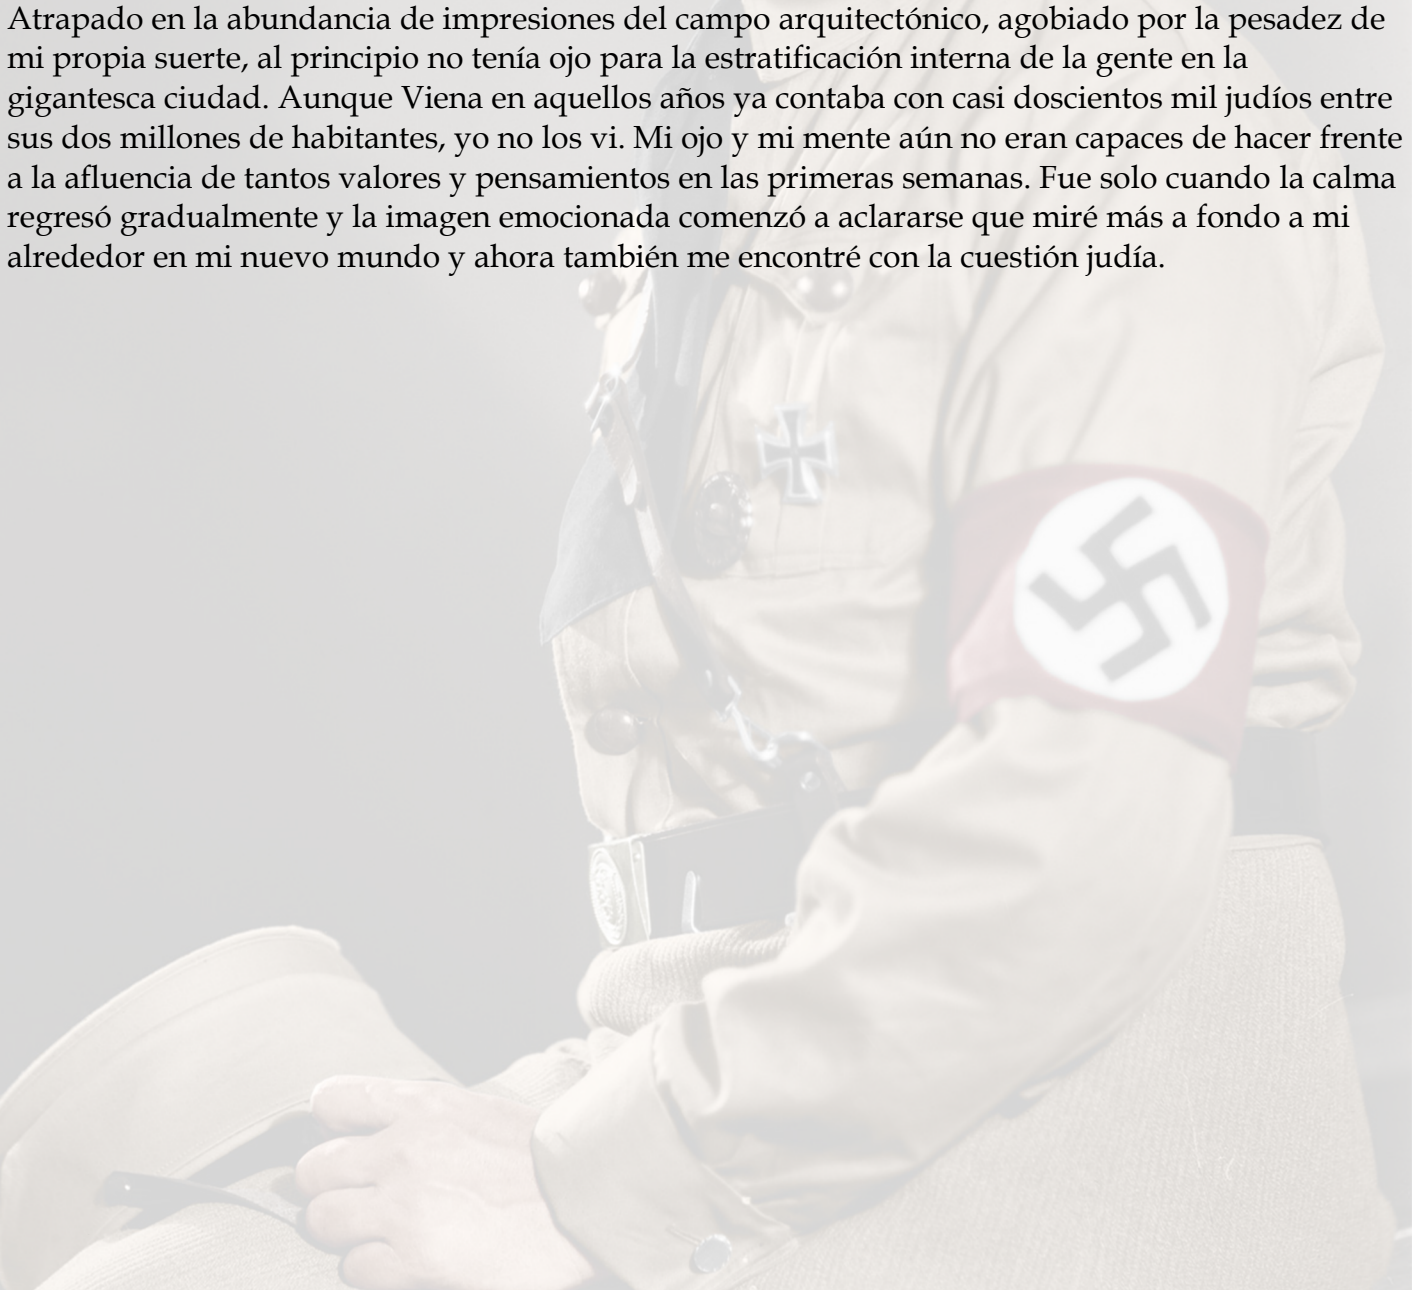 Atrapado en la abundancia de impresiones del campo arquitectónico, agobiado por la pesadez de
mi propia suerte, al principio no tenía ojo para la estratificación interna de la gente en la
gigantesca ciudad. Aunque Viena en aquellos años ya contaba con casi doscientos mil judíos entre
sus dos millones de habitantes, yo no los vi. Mi ojo y mi mente aún no eran capaces de hacer frente
a la afluencia de tantos valores y pensamientos en las primeras semanas. Fue solo cuando la calma
regresó gradualmente y la imagen emocionada comenzó a aclararse que miré más a fondo a mi
alrededor en mi nuevo mundo y ahora también me encontré con la cuestión judía.